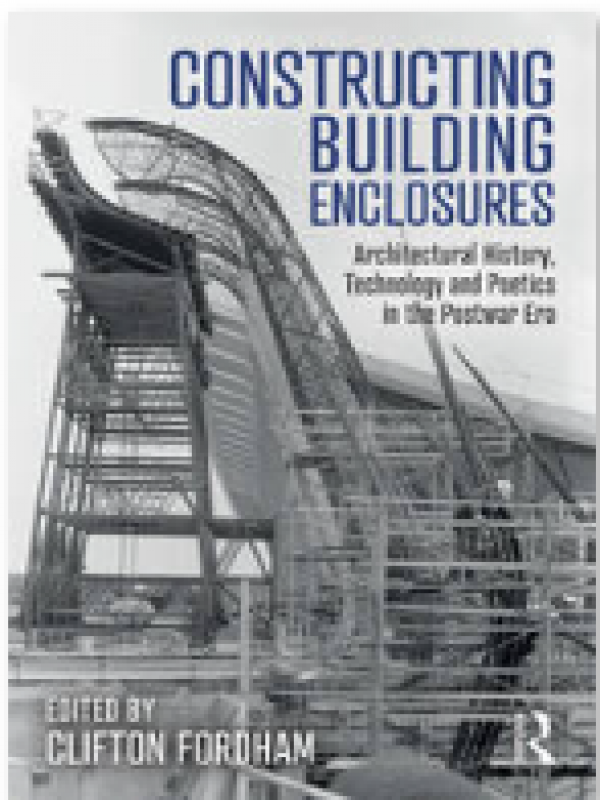 CONSTRUCTING
BUILDING
ENCLOSURES
Architectural History,
Technology and Poetics
in the Postwar Era
EDITED BY
CLIFTON FORDHAM
R